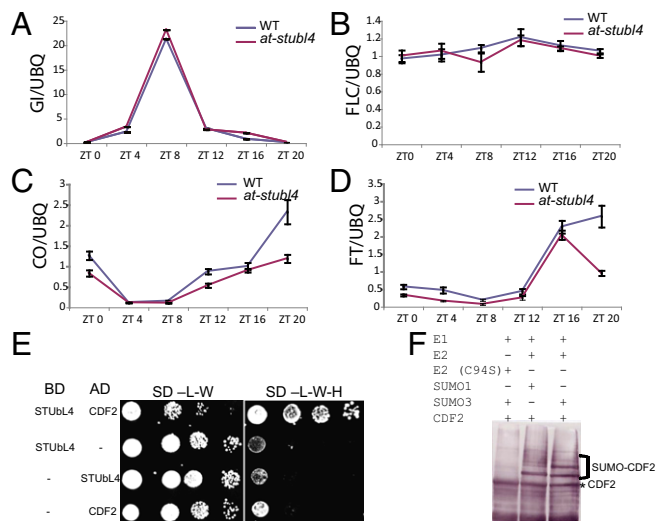 A
GI/UBQ
25
20
15
10
5
0
ZT 0 ZT 4 ZT 8 ZT 12 ZT 16 ZT 20
WT
at-stubl4
B
FLC/UBQ
1.4
1.2
1
0.8
0.6
0.4
0.2
0
ZT0 ZT4 ZT8 ZT12 ZT16 ZT20
WT
at-stubl4
C
CO/UBQ
3
2.5
2
1.5
1
0.5
0
ZT 0 ZT 4 ZT 8 ZT 12 ZT 16 ZT 20
WT
at-stubl4
D
FT/UBQ
3.5
3
2.5
2
1.5
1
0.5
0
ZT 0 ZT 4 ZT 8 ZT 12 ZT 16 ZT 20
WT
at-stubl4
E
BD AD SD –L-W SD –L-W-H
STUbL4 CDF2
STUbL4 -
- STUbL4
- CDF2
F
E1 + + +
E2 - + +
E2 (C94S) + - -
SUMO1 - + -
SUMO3 + - +
CDF2 + + +
SUMO-CDF2
*CDF2